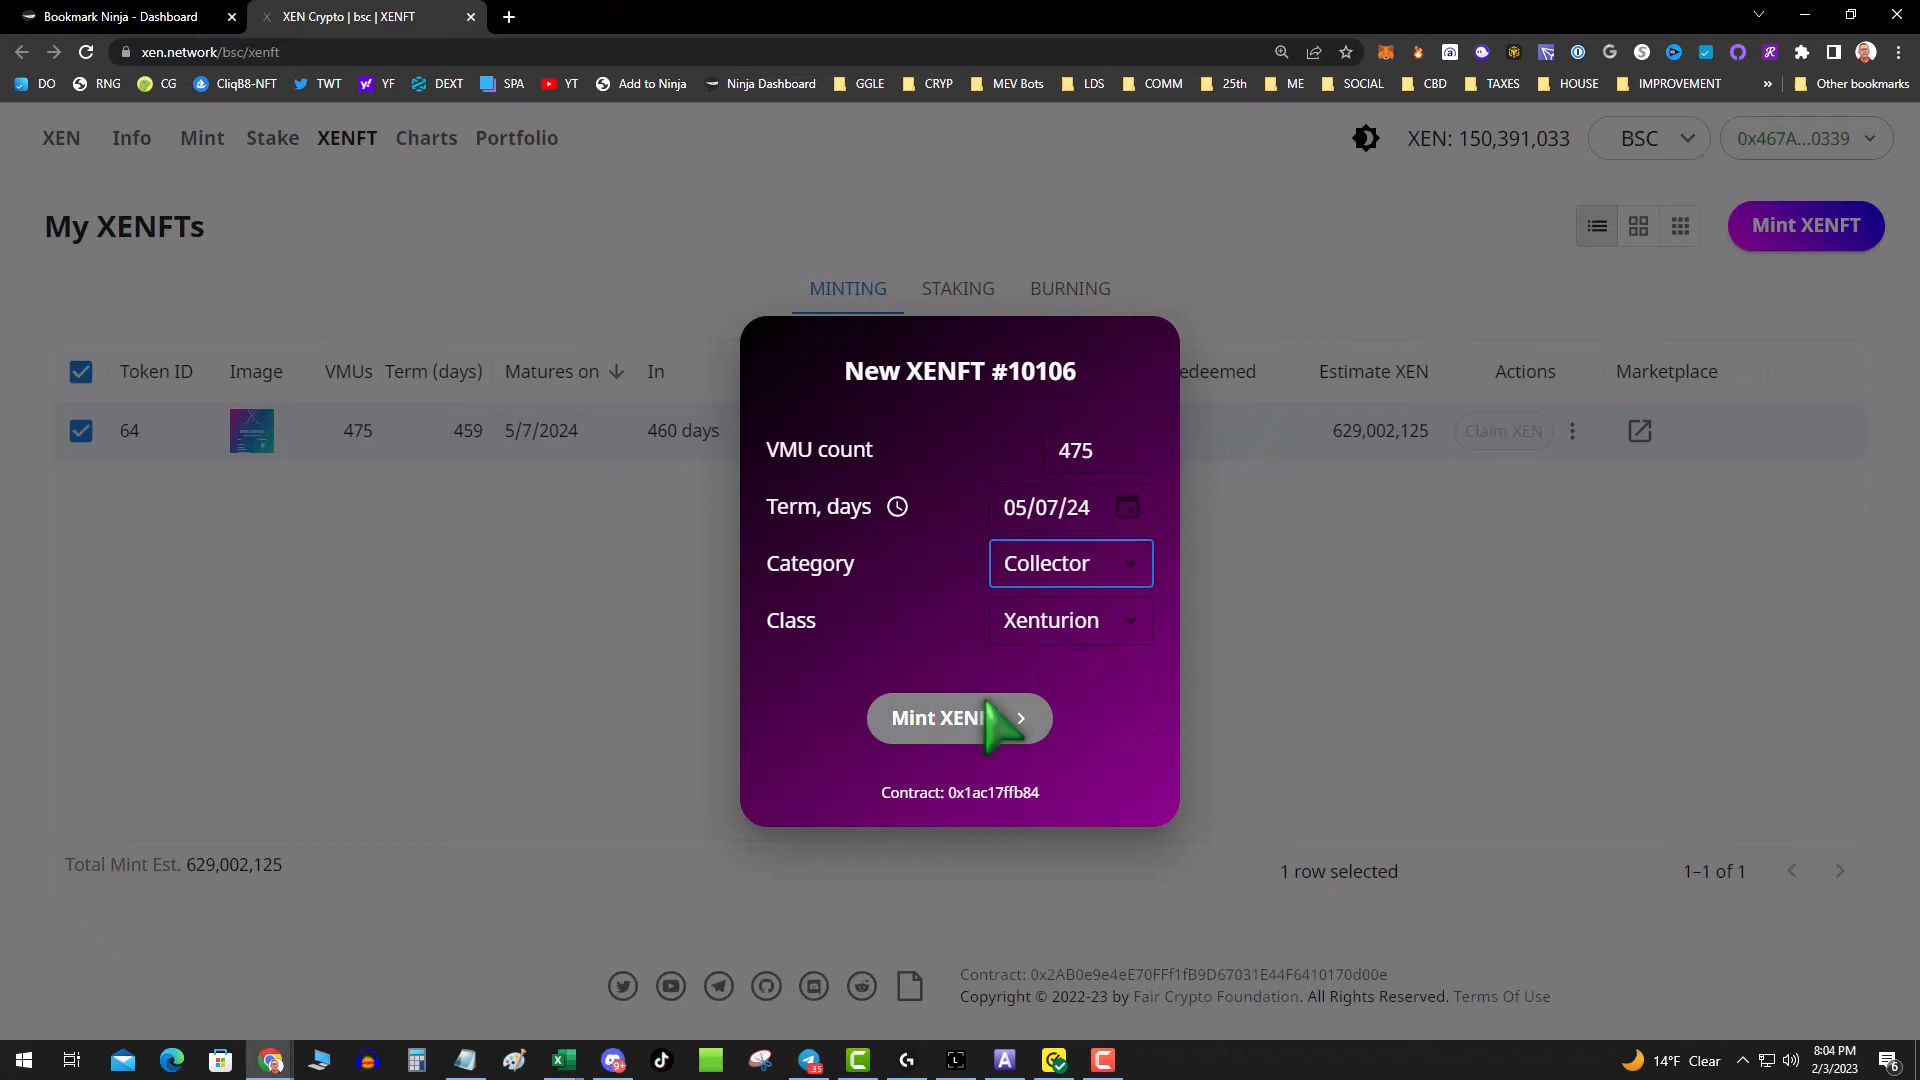 Bookmark Ninja - Dashboard
XEN Crypto | bsc | XENFT
xen.network/bsc/xenft
DO RNG CG CliqB8-NFT TWT YF DEXT SPA YT Add to Ninja Ninja Dashboard GGLE CRYP MEV Bots LDS COMM 25th ME SOCIAL CBD TAXES HOUSE IMPROVEMENT » Other bookmarks
XEN Info Mint Stake XENFT Charts Portfolio
XEN: 150,391,033 BSC 0x467A...0339
My XENFTs
Mint XENFT
MINTING STAKING BURNING
Token ID Image VMUs Term (days) Matures on In edeemed Estimate XEN Actions Marketplace
64 475 459 5/7/2024 460 days 629,002,125 Claim XEN
New XENFT #10106
VMU count 475
Term, days 05/07/24
Category Collector
Class Xenturion
Mint XEN
Contract: 0x1ac17ffb84
Total Mint Est. 629,002,125
1 row selected
1–1 of 1
Contract: 0x2AB0e9e4eE70FFf1fB9D67031E44F6410170d00e
Copyright © 2022-23 by Fair Crypto Foundation. All Rights Reserved. Terms Of Use
14°F Clear
8:04 PM
2/3/2023